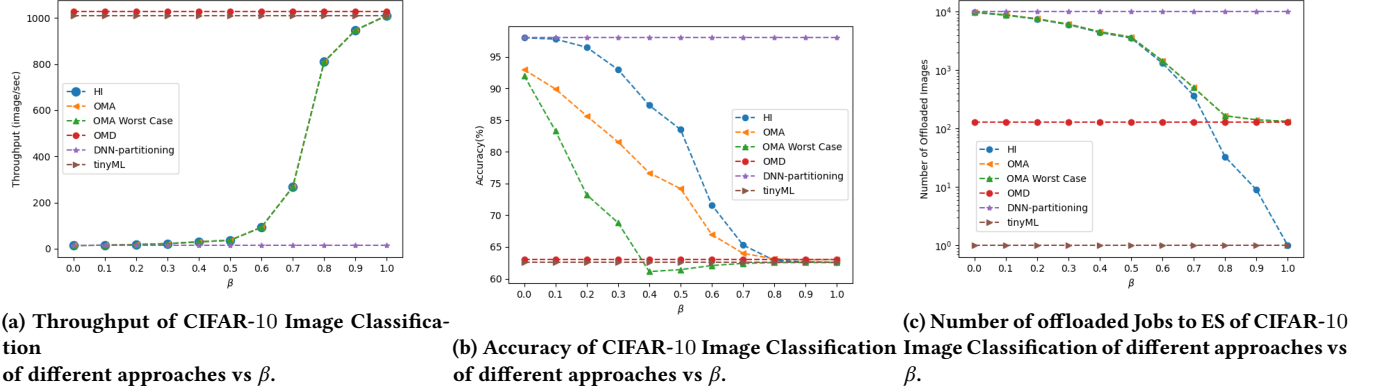 1000
800
600
400
200
0
Throughput (image/sec)
HI
OMA
OMA Worst Case
OMD
DNN-partitioning
tinyML
0.0 0.1 0.2 0.3 0.4 0.5 0.6 0.7 0.8 0.9 1.0
β
(a) Throughput of CIFAR-10 Image Classifica-
tion
of different approaches vs β.
95
90
85
80
75
70
65
60
Accuracy(%)
HI
OMA
OMA Worst Case
OMD
DNN-partitioning
tinyML
0.0 0.1 0.2 0.3 0.4 0.5 0.6 0.7 0.8 0.9 1.0
β
(b) Accuracy of CIFAR-10 Image Classification
of different approaches vs β.
10⁴
10³
10²
10¹
10⁰
Number of Offloaded Images
HI
OMA
OMA Worst Case
OMD
DNN-partitioning
tinyML
0.0 0.1 0.2 0.3 0.4 0.5 0.6 0.7 0.8 0.9 1.0
β
(c) Number of offloaded Jobs to ES of CIFAR-10
Image Classification of different approaches vs
β.